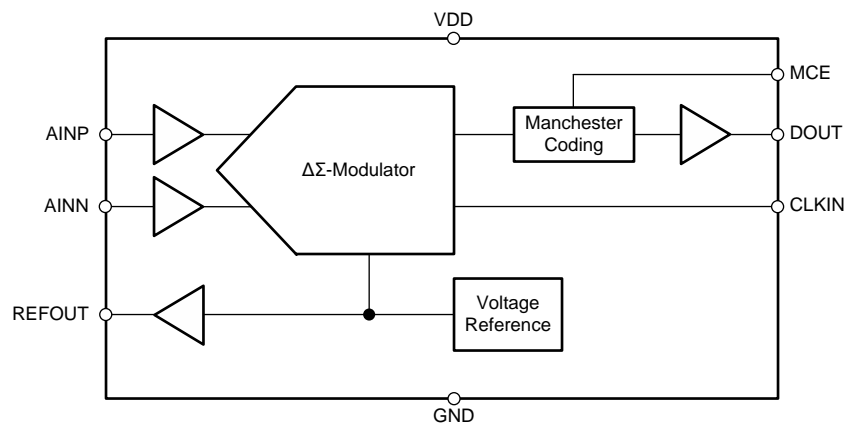 VDD
MCE
AINP
Manchester
Coding
DOUT
ΔΣ-Modulator
AINN
CLKIN
REFOUT
Voltage
Reference
GND